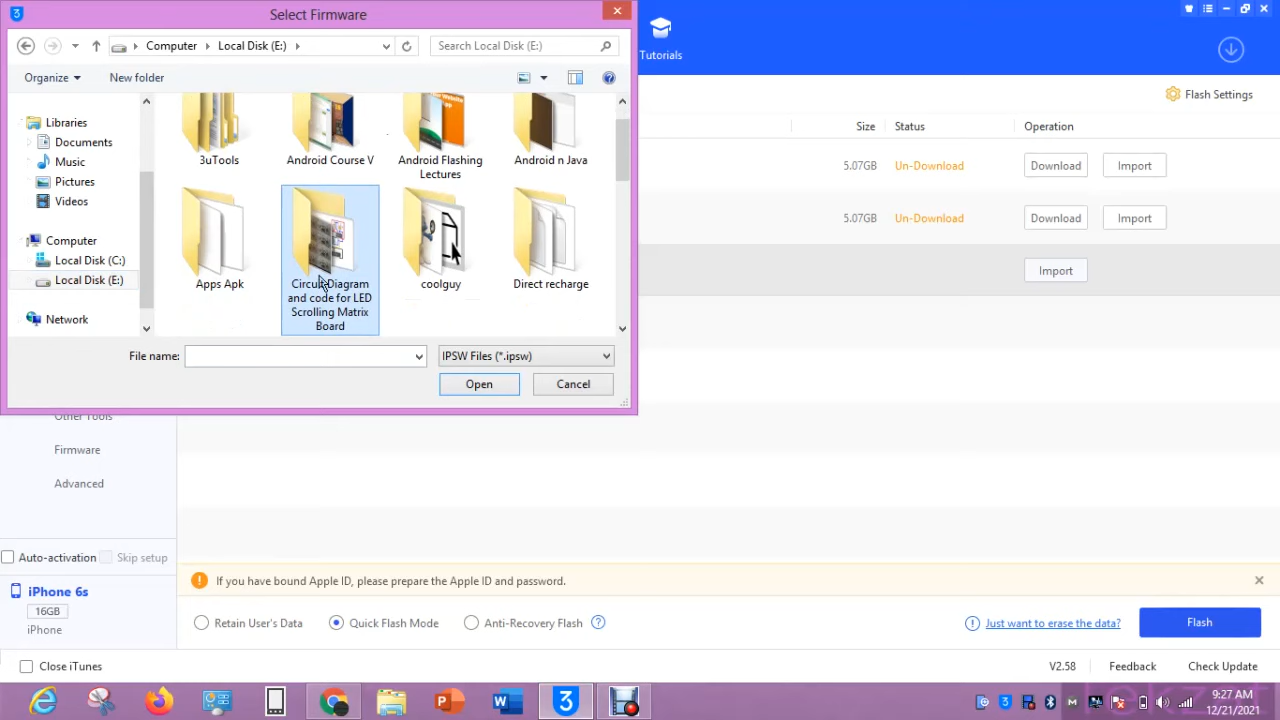 Select Firmware
Computer
Local Disk (E:)
Search Local Disk (E:)
Tutorials
Organize
New folder
Flash Settings
Libraries
Documents
Music
Pictures
Videos
Computer
Local Disk (C:)
Local Disk (E:)
Network
3uTools
Android Course V
Android Flashing
Lectures
Android n Java
Apps Apk
Circuit Diagram
and code for LED
Scrolling Matrix
Board
coolguy
Direct recharge
File name:
IPSW Files (*.ipsw)
Open
Cancel
Size
Status
Operation
5.07GB
Un-Download
Download
Import
5.07GB
Un-Download
Download
Import
Import
Other Tools
Firmware
Advanced
Auto-activation
Skip setup
iPhone 6s
16GB
iPhone
If you have bound Apple ID, please prepare the Apple ID and password.
Retain User's Data
Quick Flash Mode
Anti-Recovery Flash
Just want to erase the data?
Flash
Close iTunes
V2.58
Feedback
Check Update
9:27 AM
12/21/2021